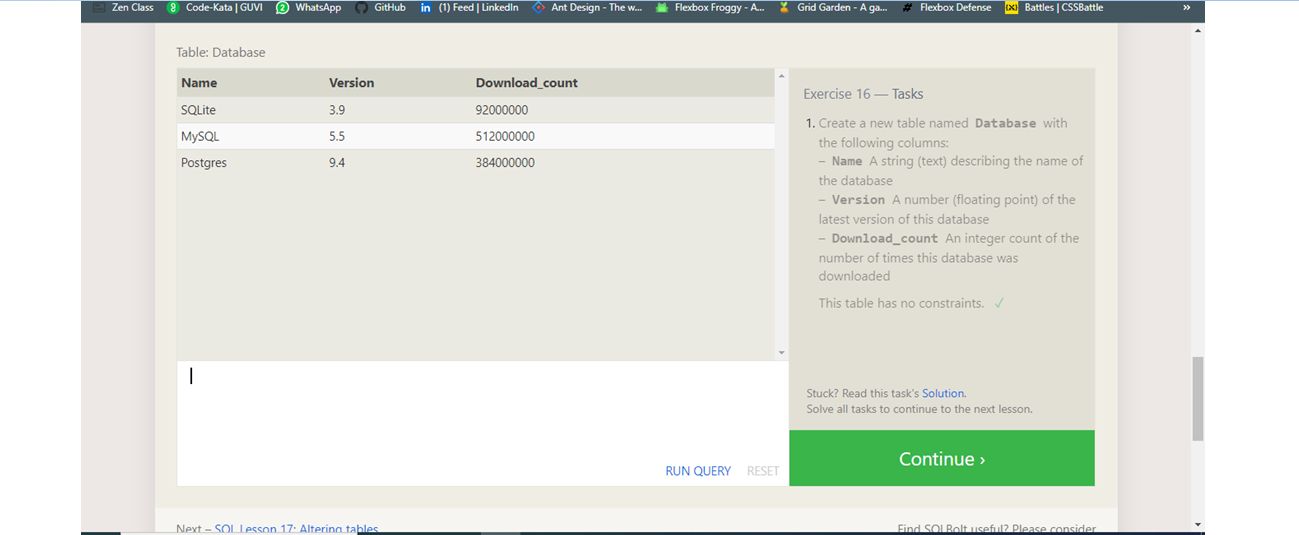 Zen Class Code-Kata | GUVI WhatsApp GitHub (1) Feed | LinkedIn Ant Design - The w... Flexbox Froggy - A... Grid Garden - A ga... Flexbox Defense Battles | CSSBattle »
Table: Database
Name Version Download_count
SQLite 3.9 92000000
MySQL 5.5 512000000
Postgres 9.4 384000000
Exercise 16 — Tasks
1. Create a new table named Database with
the following columns:
– Name A string (text) describing the name of
the database
– Version A number (floating point) of the
latest version of this database
– Download_count An integer count of the
number of times this database was
downloaded
This table has no constraints. ✓
Stuck? Read this task's Solution.
Solve all tasks to continue to the next lesson.
RUN QUERY RESET
Continue ›
Next – SQL Lesson 17: Altering tables
Find SQLBolt useful? Please consider